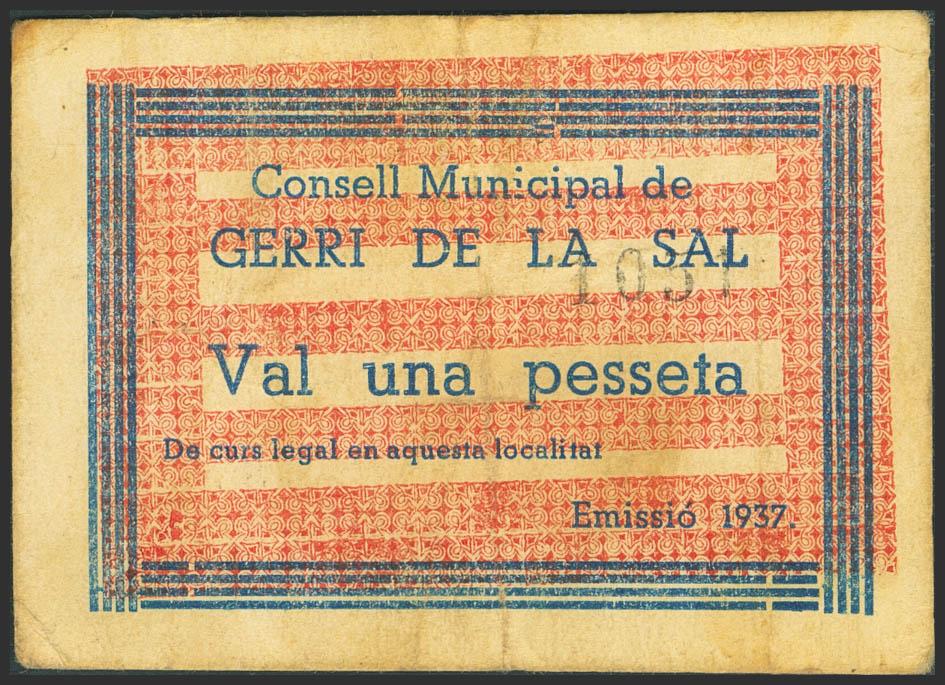 Consell Municipal de
GERRI DE LA SAL
Val una pesseta
De curs legal en aquesta localitat
Emissió 1937.